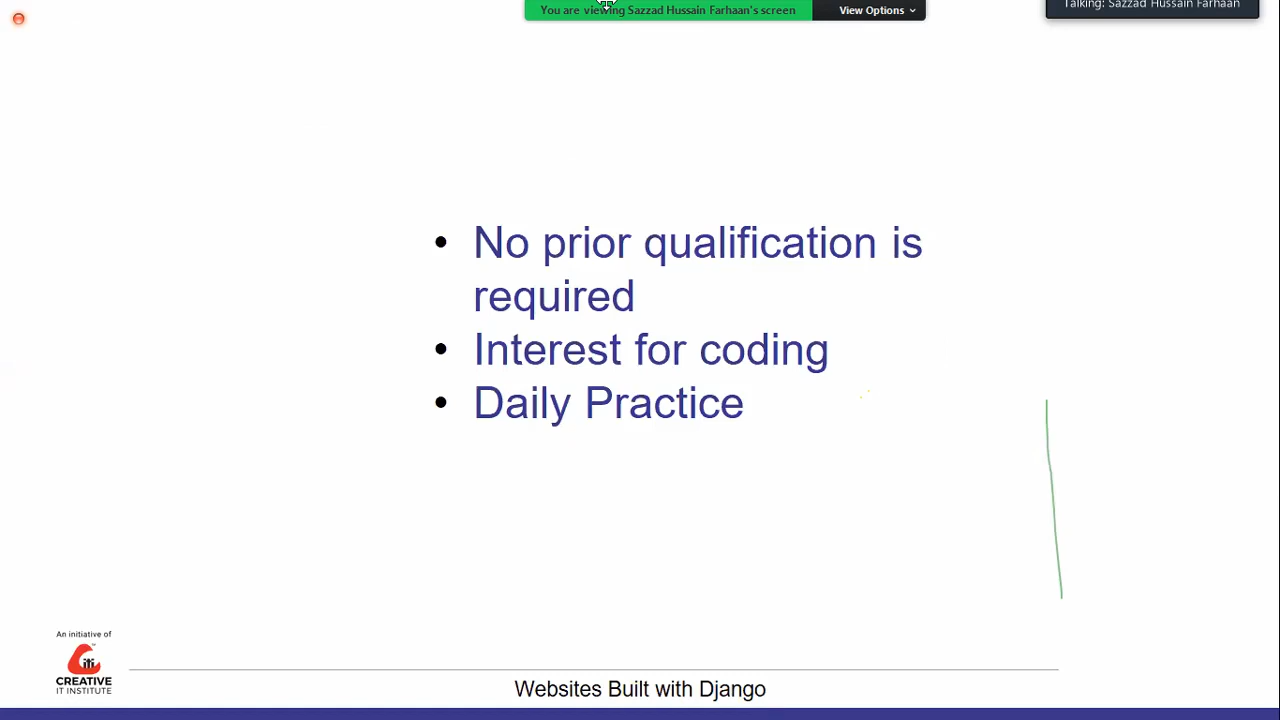 You are viewing Sazzad Hussain Farhaan's screen
View Options
Talking: Sazzad Hussain Farhaan
• No prior qualification is
required
• Interest for coding
• Daily Practice
An initiative of
CREATIVE
IT INSTITUTE
Websites Built with Django